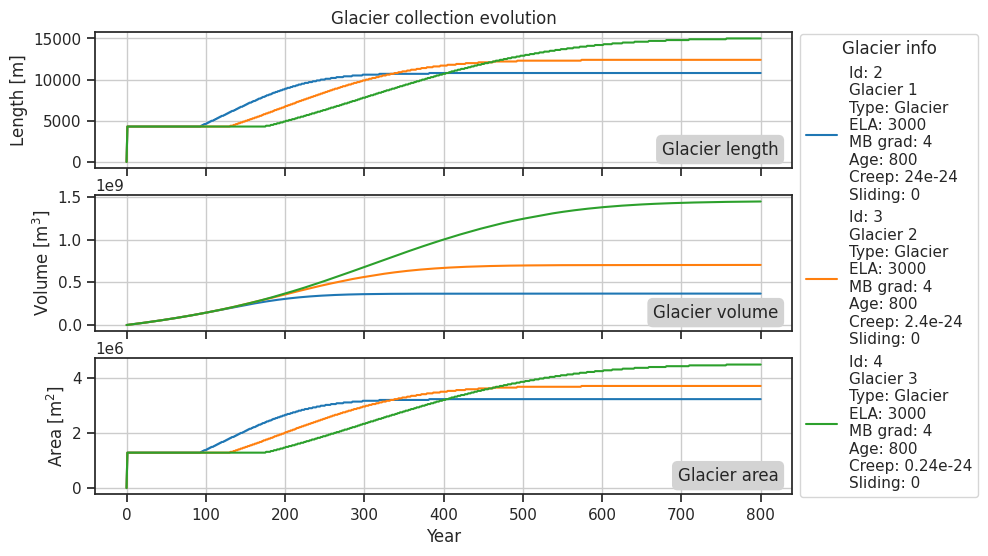 Glacier collection evolution
15000
10000
5000
0
Length [m]
Glacier length
1e9
1.5
1.0
0.5
0.0
Volume [m³]
Glacier volume
1e6
4
2
0
Area [m²]
Glacier area
0 100 200 300 400 500 600 700 800
Year
Glacier info
Id: 2
Glacier 1
Type: Glacier
ELA: 3000
MB grad: 4
Age: 800
Creep: 24e-24
Sliding: 0
Id: 3
Glacier 2
Type: Glacier
ELA: 3000
MB grad: 4
Age: 800
Creep: 2.4e-24
Sliding: 0
Id: 4
Glacier 3
Type: Glacier
ELA: 3000
MB grad: 4
Age: 800
Creep: 0.24e-24
Sliding: 0